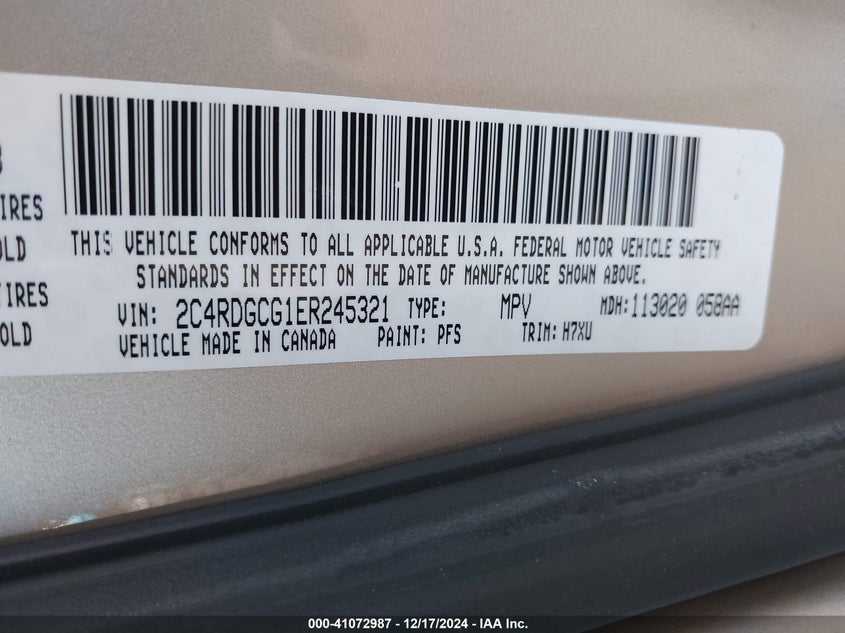 IRES
OLD
TIRES
OLD
THIS VEHICLE CONFORMS TO ALL APPLICABLE U.S.A. FEDERAL MOTOR VEHICLE SAFETY
STANDARDS IN EFFECT ON THE DATE OF MANUFACTURE SHOWN ABOVE.
VIN: 2C4RDGCG1ER245321 TYPE: MPV MDH:113020 058AA
VEHICLE MADE IN CANADA PAINT: PFS TRIM: H7XU
000-41072987 - 12/17/2024 - IAA Inc.